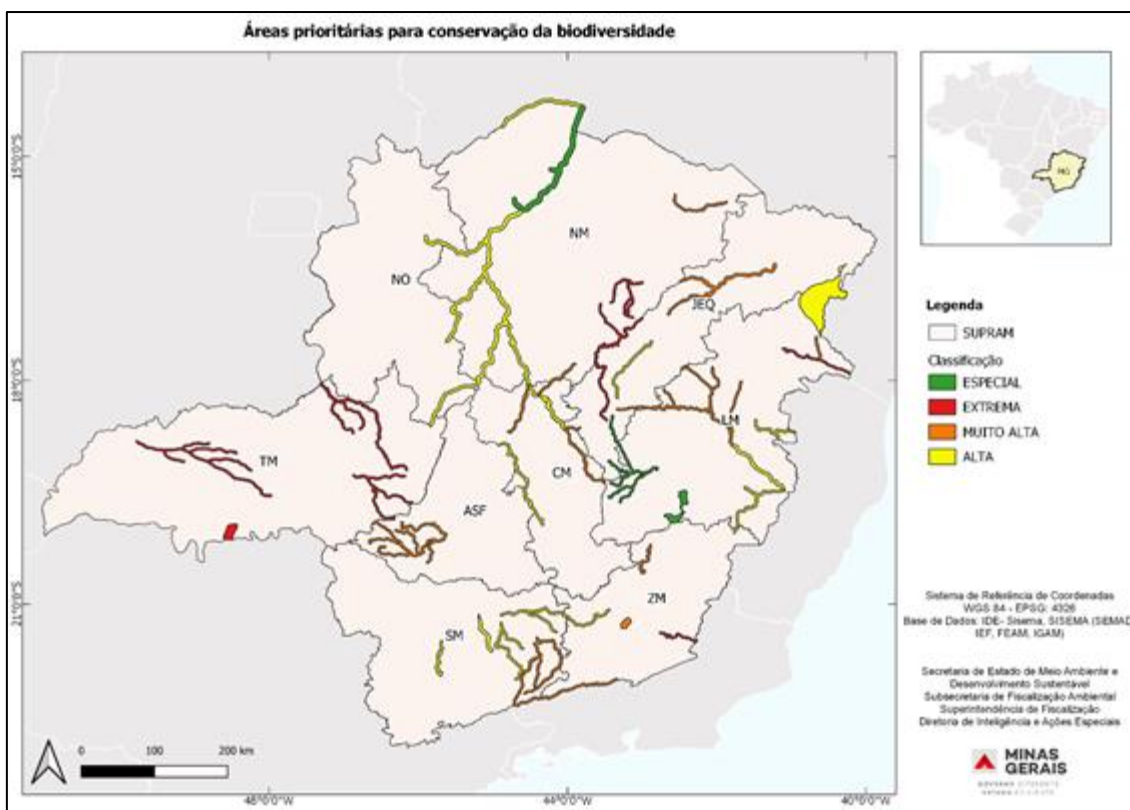 Áreas prioritárias para conservação da biodiversidade
MG
15°0'0"S
18°0'0"S
21°0'0"S
NM
NO
JEQ
LM
TM
CM
ASF
ZM
SM
Legenda
SUPRAM
Classificação
ESPECIAL
EXTREMA
MUITO ALTA
ALTA
Sistema de Referência de Coordenadas
WGS 84 - EPSG: 4326
Base de Dados: IDE- Sisema, SISEMA (SEMAD
IEF, FEAM, IGAM)
Secretaria de Estado de Meio Ambiente e
Desenvolvimento Sustentável
Subsecretaria de Fiscalização Ambiental
Superintendência de Fiscalização
Diretoria de Inteligência e Ações Especiais
MINAS
GERAIS
GOVERNO DIFERENTE
ESTADO EFICIENTE
0 100 200 km
48°0'0"W 44°0'0"W 40°0'0"W